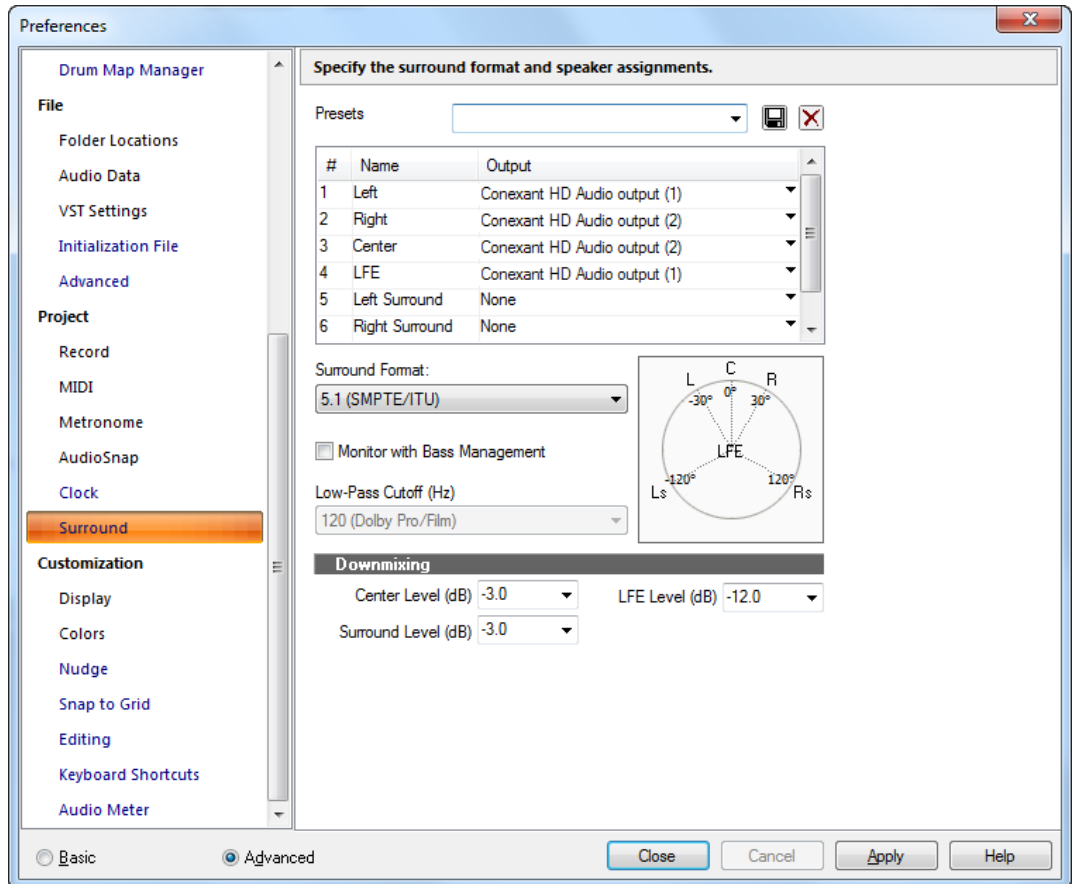 Preferences
Drum Map Manager
File
Folder Locations
Audio Data
VST Settings
Initialization File
Advanced
Project
Record
MIDI
Metronome
AudioSnap
Clock
Surround
Customization
Display
Colors
Nudge
Snap to Grid
Editing
Keyboard Shortcuts
Audio Meter
Specify the surround format and speaker assignments.
Presets
# Name Output
1 Left Conexant HD Audio output (1)
2 Right Conexant HD Audio output (2)
3 Center Conexant HD Audio output (2)
4 LFE Conexant HD Audio output (1)
5 Left Surround None
6 Right Surround None
Surround Format:
5.1 (SMPTE/ITU)
Monitor with Bass Management
Low-Pass Cutoff (Hz)
120 (Dolby Pro/Film)
C
L R
-30° 0° 30°
LFE
-120° 120°
Ls Rs
Downmixing
Center Level (dB) -3.0 LFE Level (dB) -12.0
Surround Level (dB) -3.0
Basic Advanced Close Cancel Apply Help